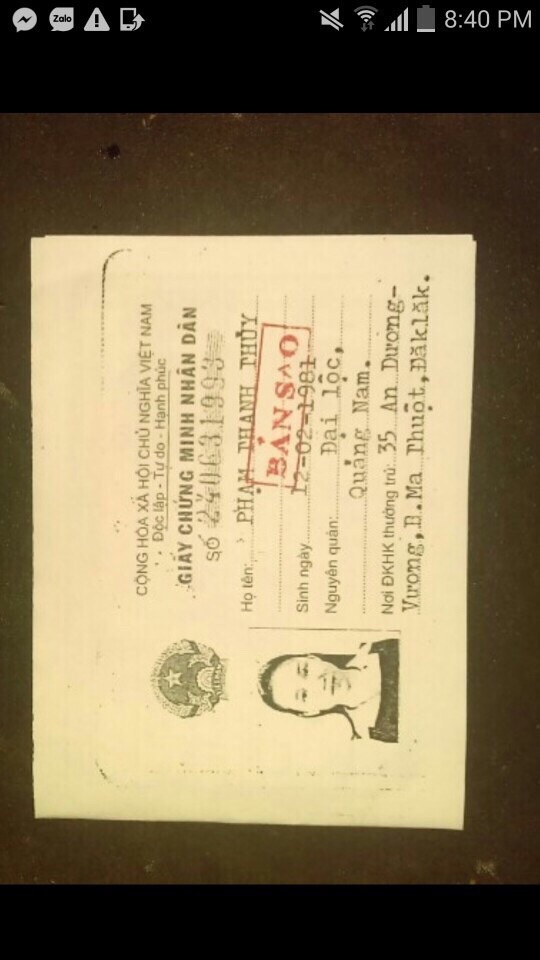 Zalo
8:40 PM
CỘNG HÒA XÃ HỘI CHỦ NGHĨA VIỆT NAM
Độc lập - Tự do - Hạnh phúc
GIẤY CHỨNG MINH NHÂN DÂN
SỐ 240631993
Họ tên: PHẠM THANH THỦY
BẢN SAO
Sinh ngày 12-02-1981
Nguyên quán: Đại lộc,
Quảng Nam.
Nơi ĐKHK thường trú: 35 An Dương-
Vương, B.Ma Thuột, Đăklăk.